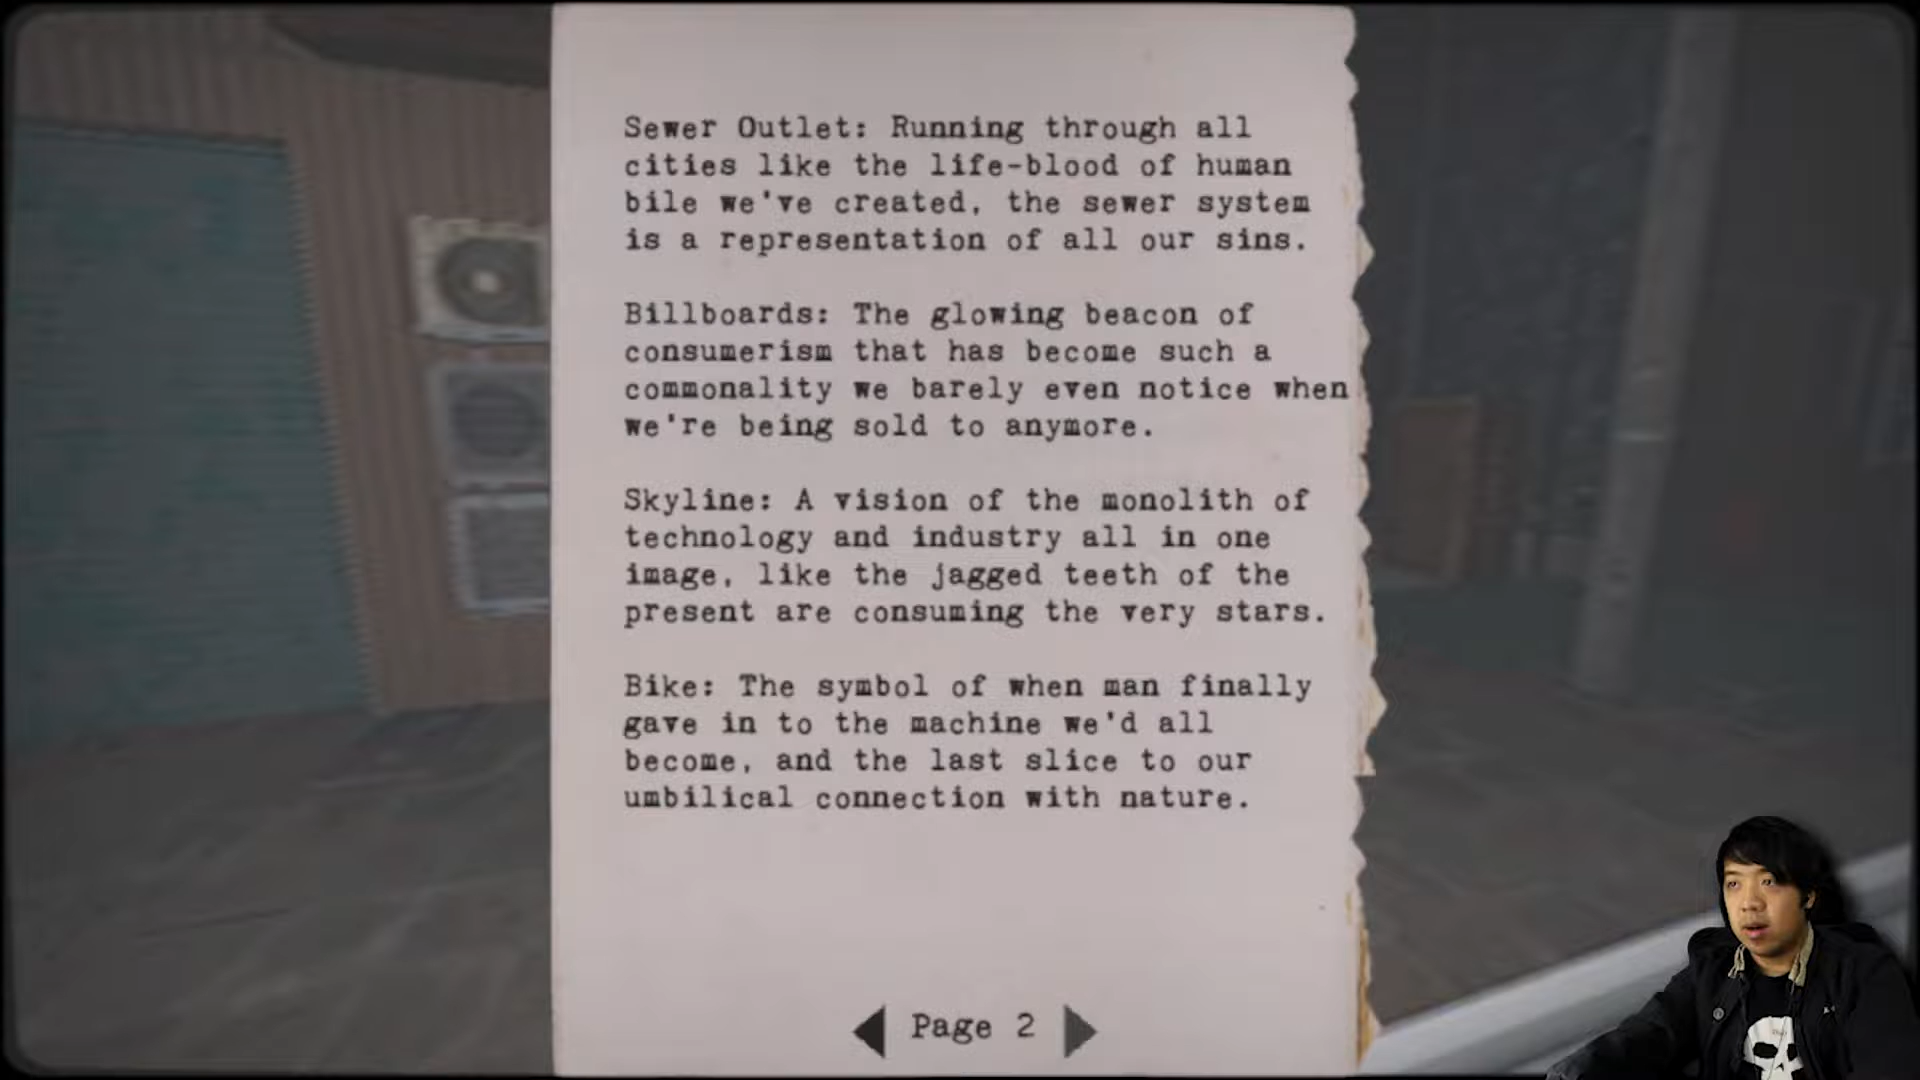 Sewer Outlet: Running through all
cities like the life-blood of human
bile we've created, the sewer system
is a representation of all our sins.
Billboards: The glowing beacon of
consumerism that has become such a
commonality we barely even notice when
we're being sold to anymore.
Skyline: A vision of the monolith of
technology and industry all in one
image, like the jagged teeth of the
present are consuming the very stars.
Bike: The symbol of when man finally
gave in to the machine we'd all
become, and the last slice to our
umbilical connection with nature.
Page 2